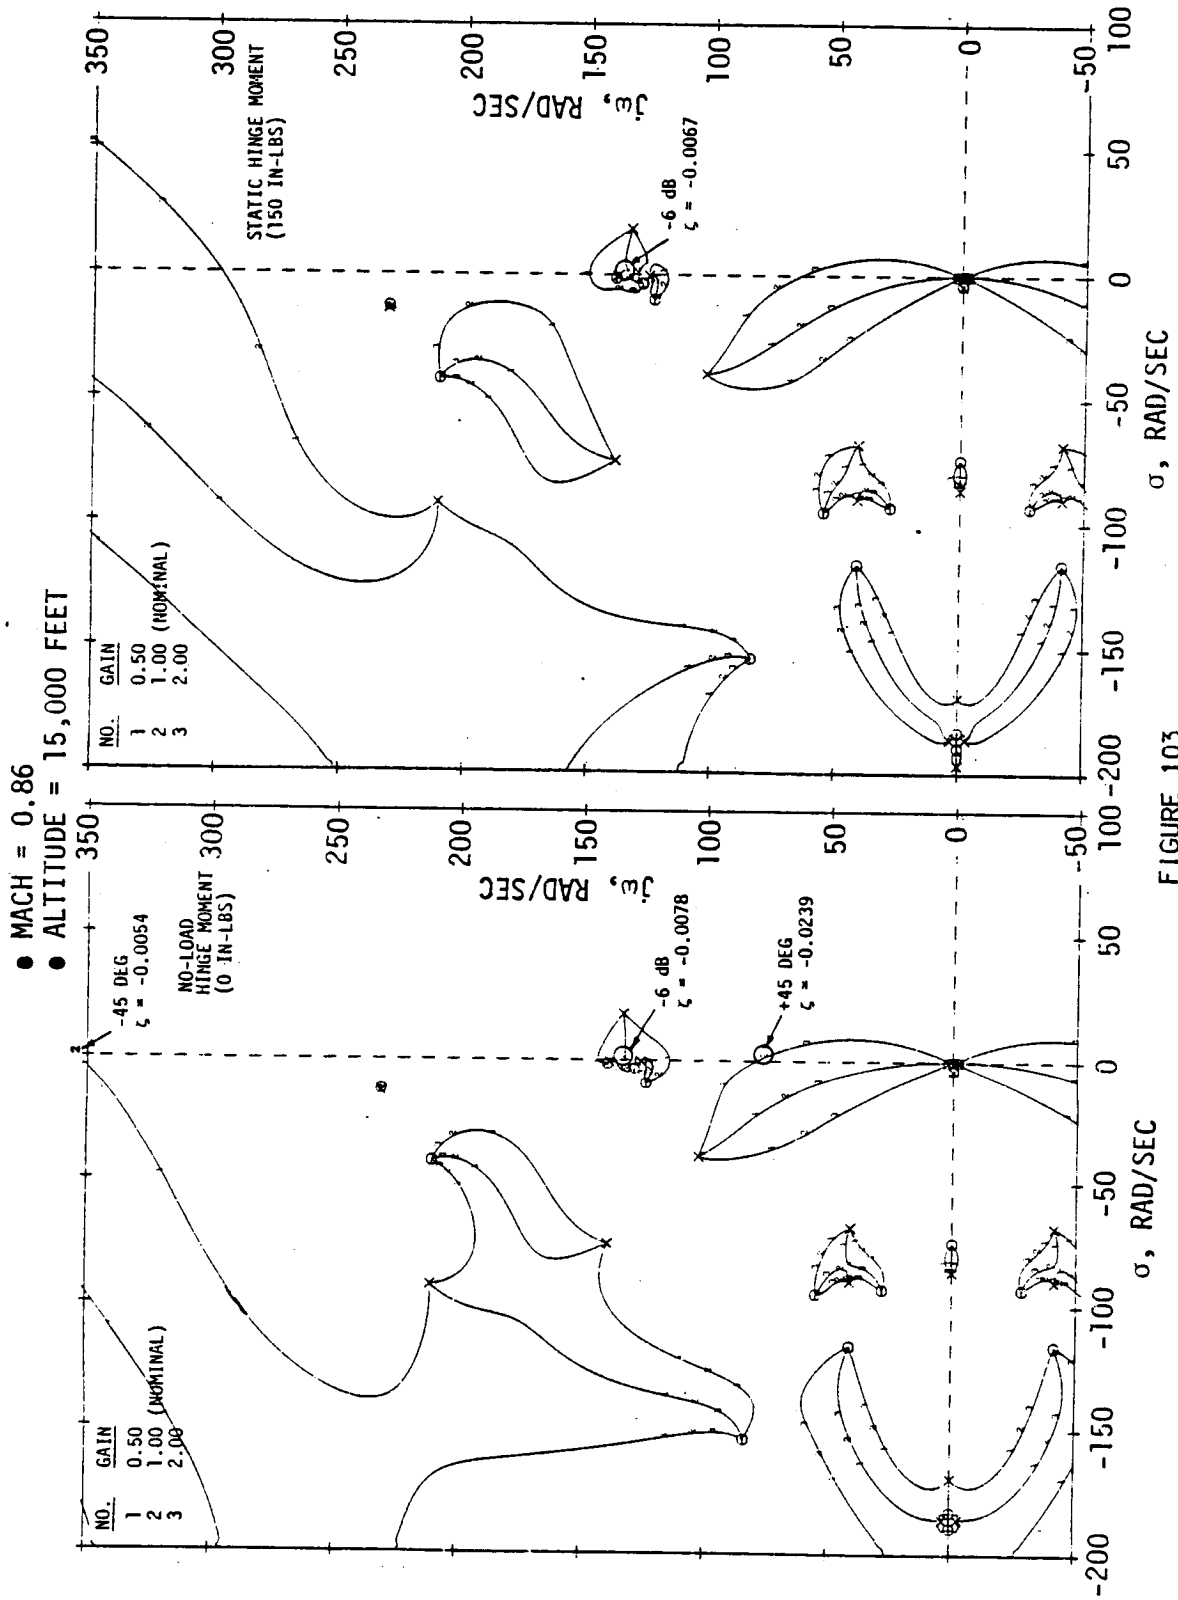 ● MACH = 0.86
● ALTITUDE = 15,000 FEET
NO. GAIN
1 0.50
2 1.00 (NOMINAL)
3 2.00
NO-LOAD
HINGE MOMENT
(0 IN-LBS)
-45 DEG
ζ = -0.0054
-6 dB
ζ = -0.0078
+45 DEG
ζ = -0.0239
350
300
250
200
150
100
50
0
-50
jω, RAD/SEC
-200
-150
-100
-50
0
50
100
σ, RAD/SEC
NO. GAIN
1 0.50
2 1.00 (NOMINAL)
3 2.00
STATIC HINGE MOMENT
(150 IN-LBS)
-6 dB
ζ = -0.0067
350
300
250
200
150
100
50
0
-50
jω, RAD/SEC
-200
-150
-100
-50
0
50
100
σ, RAD/SEC
FIGURE 103